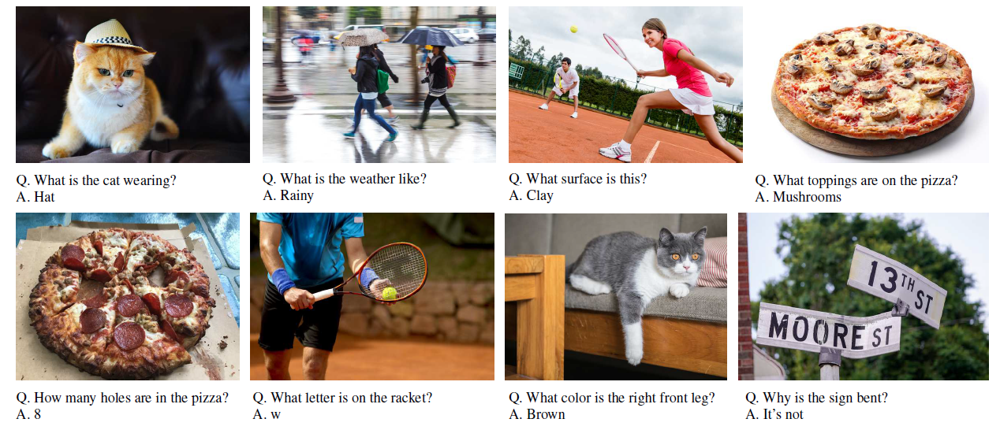 Q. What is the cat wearing?
A. Hat
Q. What is the weather like?
A. Rainy
Q. What surface is this?
A. Clay
Q. What toppings are on the pizza?
A. Mushrooms
13TH ST
MOORE ST
Q. How many holes are in the pizza?
A. 8
Q. What letter is on the racket?
A. w
Q. What color is the right front leg?
A. Brown
Q. Why is the sign bent?
A. It's not